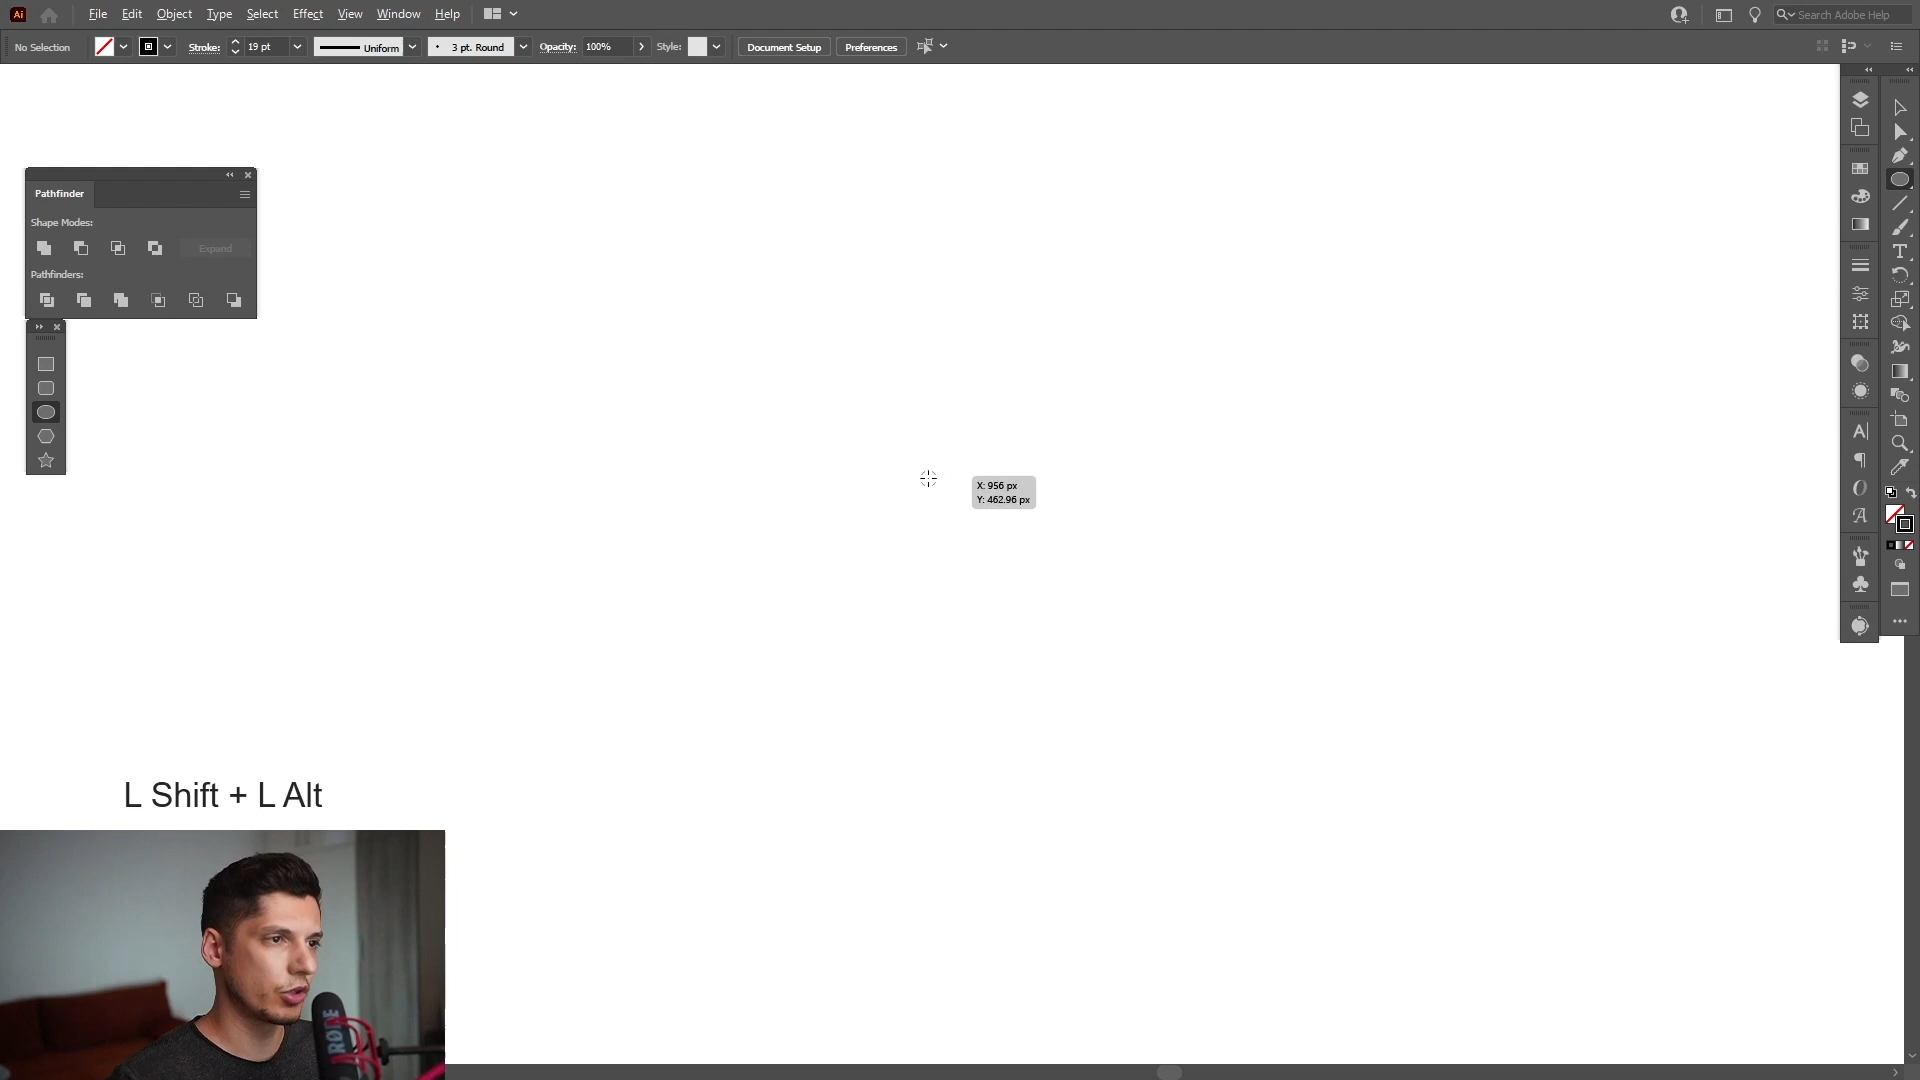 Ai File Edit Object Type Select Effect View Window Help Search Adobe Help
No Selection Stroke: 19 pt Uniform 3 pt. Round Opacity: 100% Style: Document Setup Preferences
Pathfinder
Shape Modes:
Expand
Pathfinders:
X: 956 px
Y: 462.96 px
L Shift + L Alt
RØDE